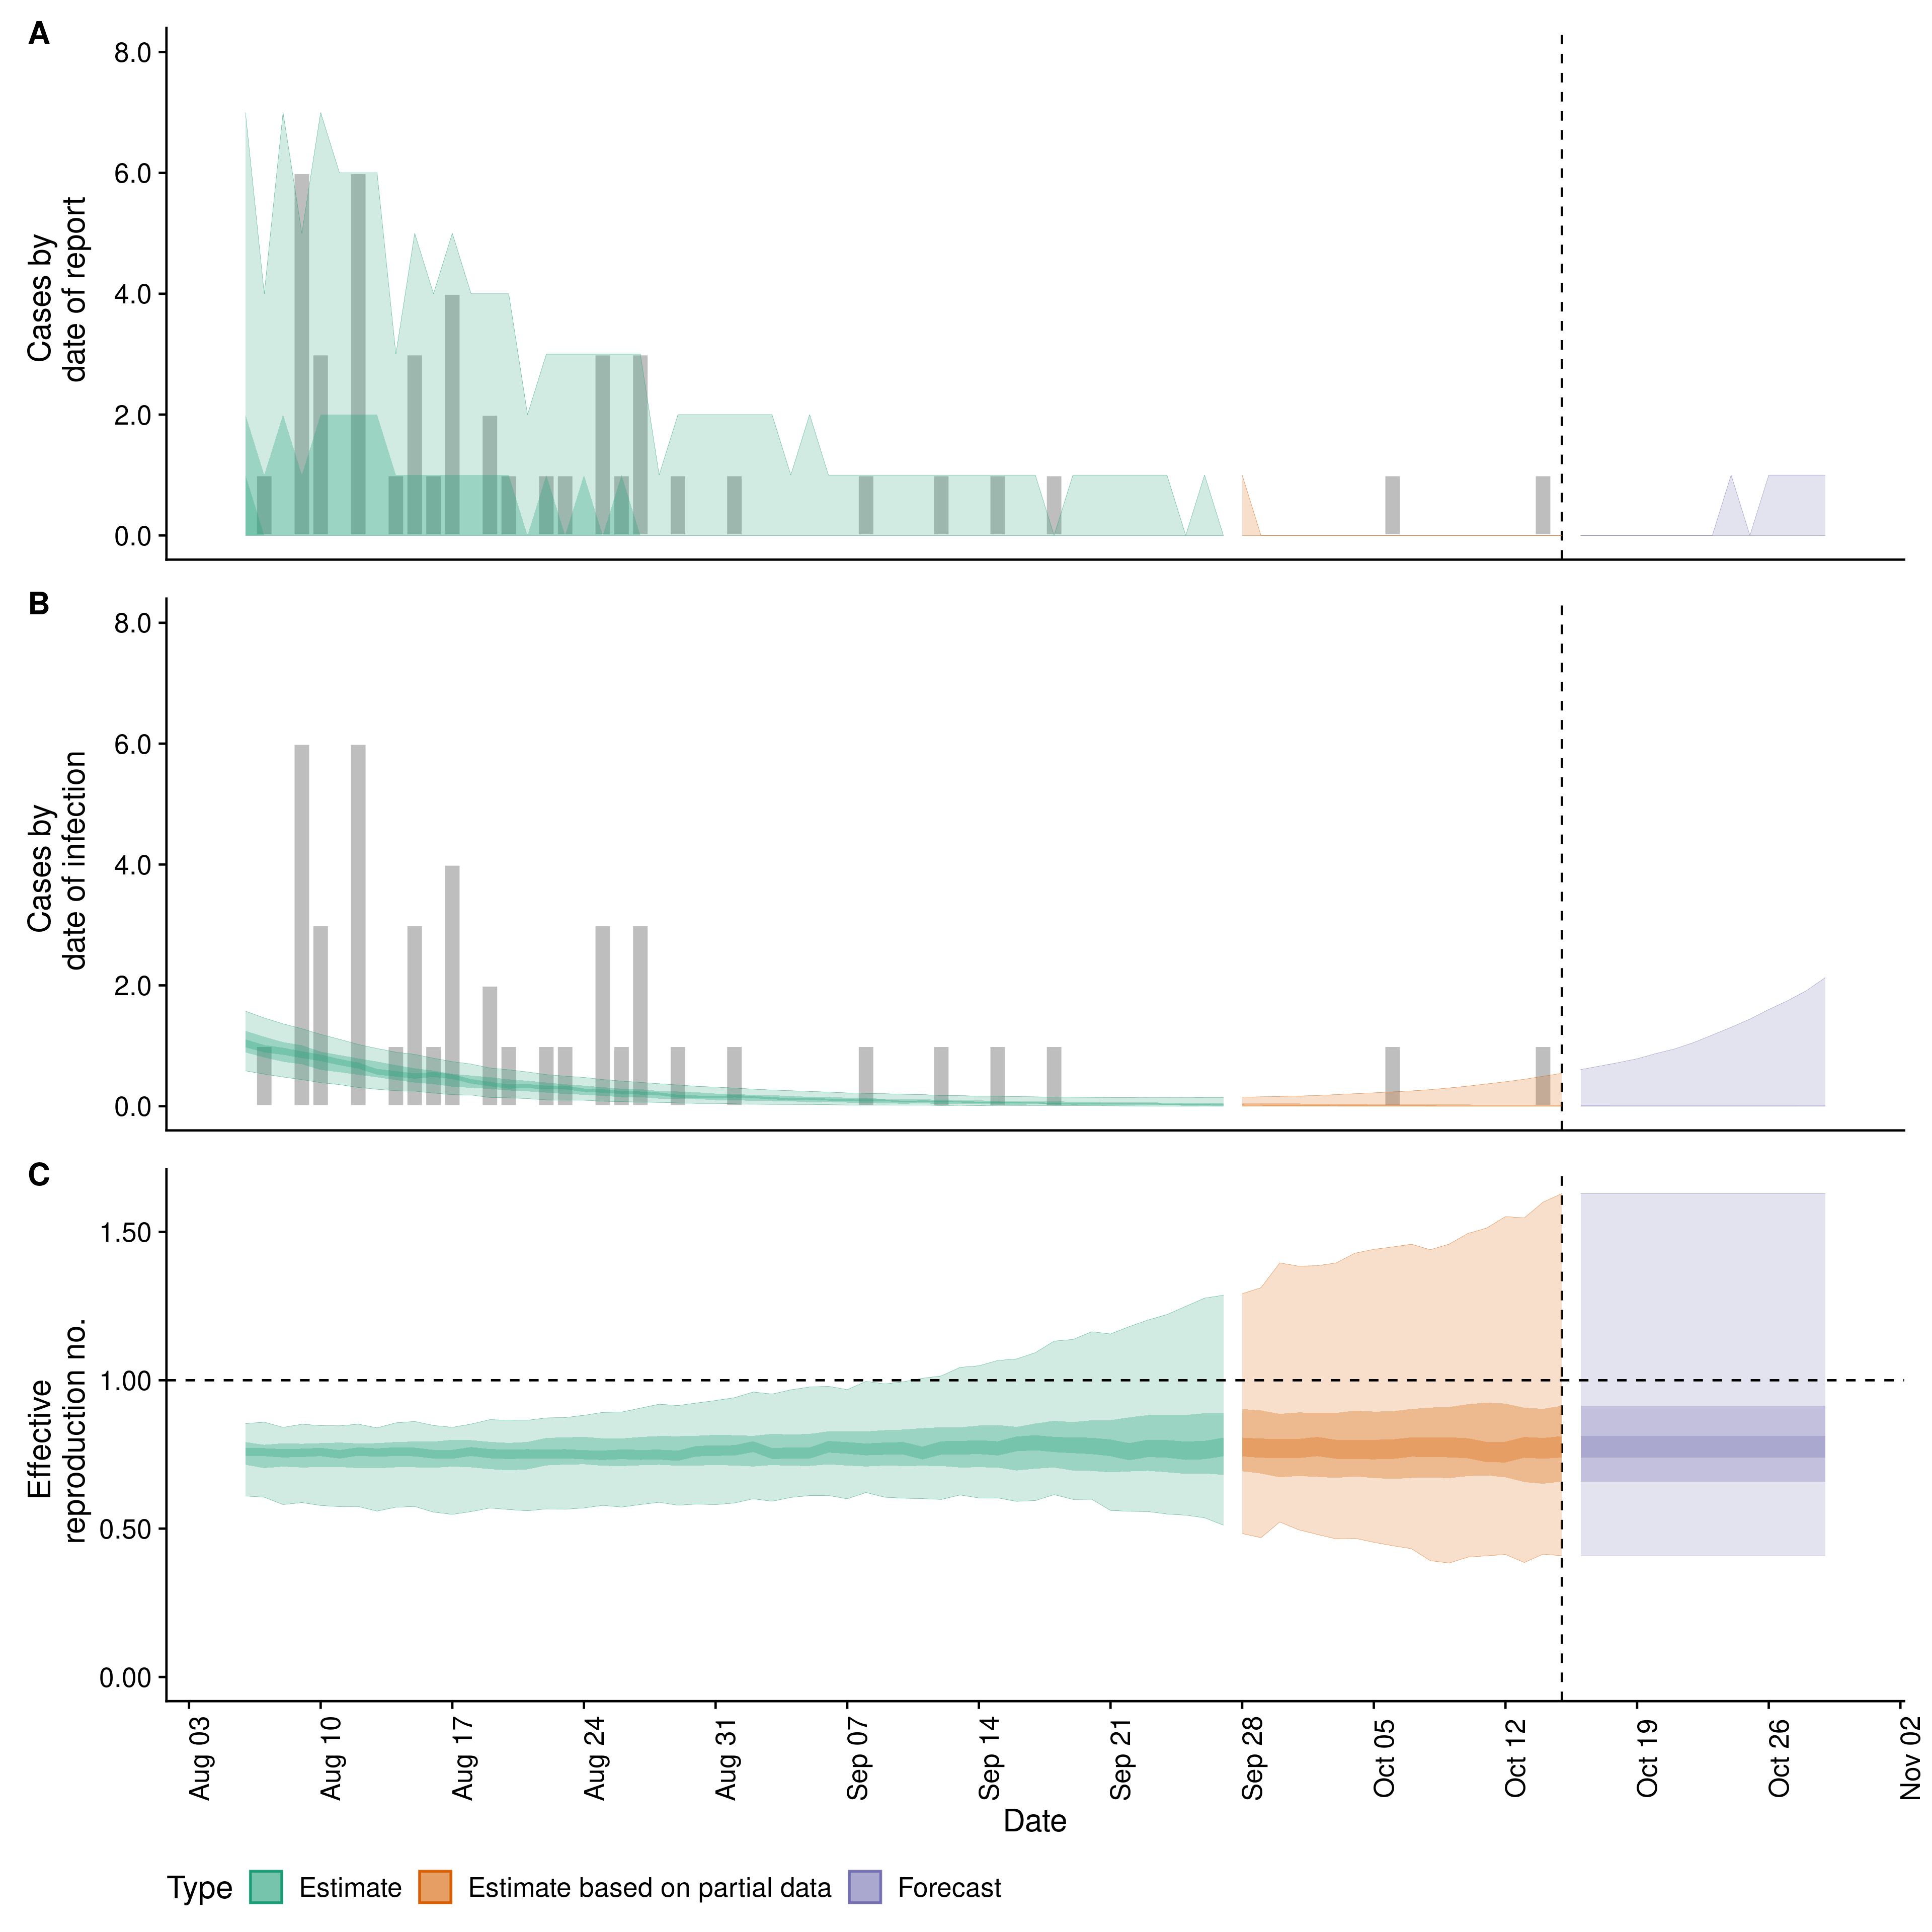 A
8.0
6.0
4.0
2.0
0.0
Cases by
date of report
B
8.0
6.0
4.0
2.0
0.0
Cases by
date of infection
C
1.50
1.00
0.50
0.00
Effective
reproduction no.
Aug 03
Aug 10
Aug 17
Aug 24
Aug 31
Sep 07
Sep 14
Sep 21
Sep 28
Oct 05
Oct 12
Oct 19
Oct 26
Nov 02
Date
Type Estimate Estimate based on partial data Forecast